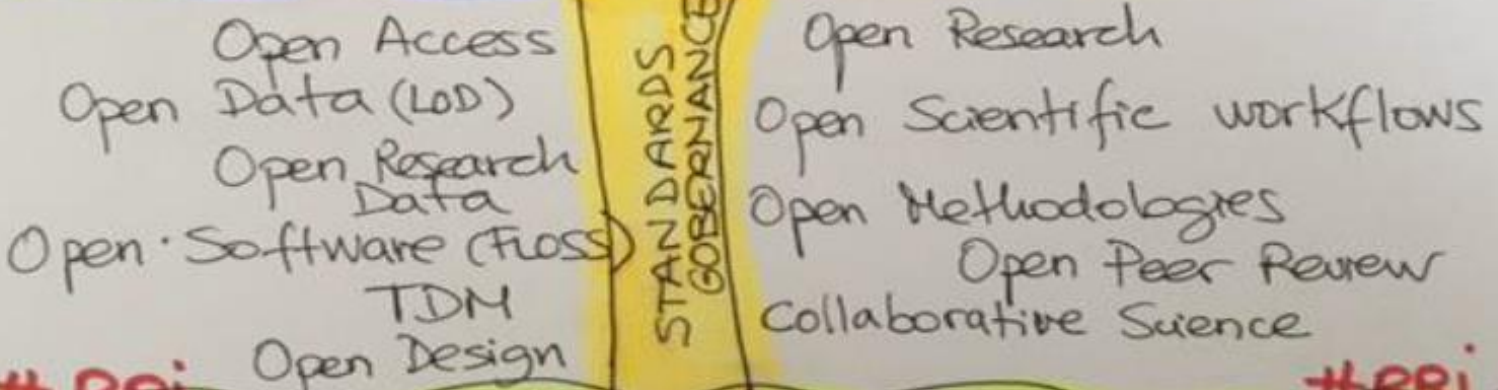 Open Access
Open Data (LOD)
Open Research
Data
Open · Software (FLOSS)
TDM
Open Design
STANDARDS
GOBERNANCE
Open Research
Open Scientific workflows
Open Methodologies
Open Peer Review
Collaborative Science